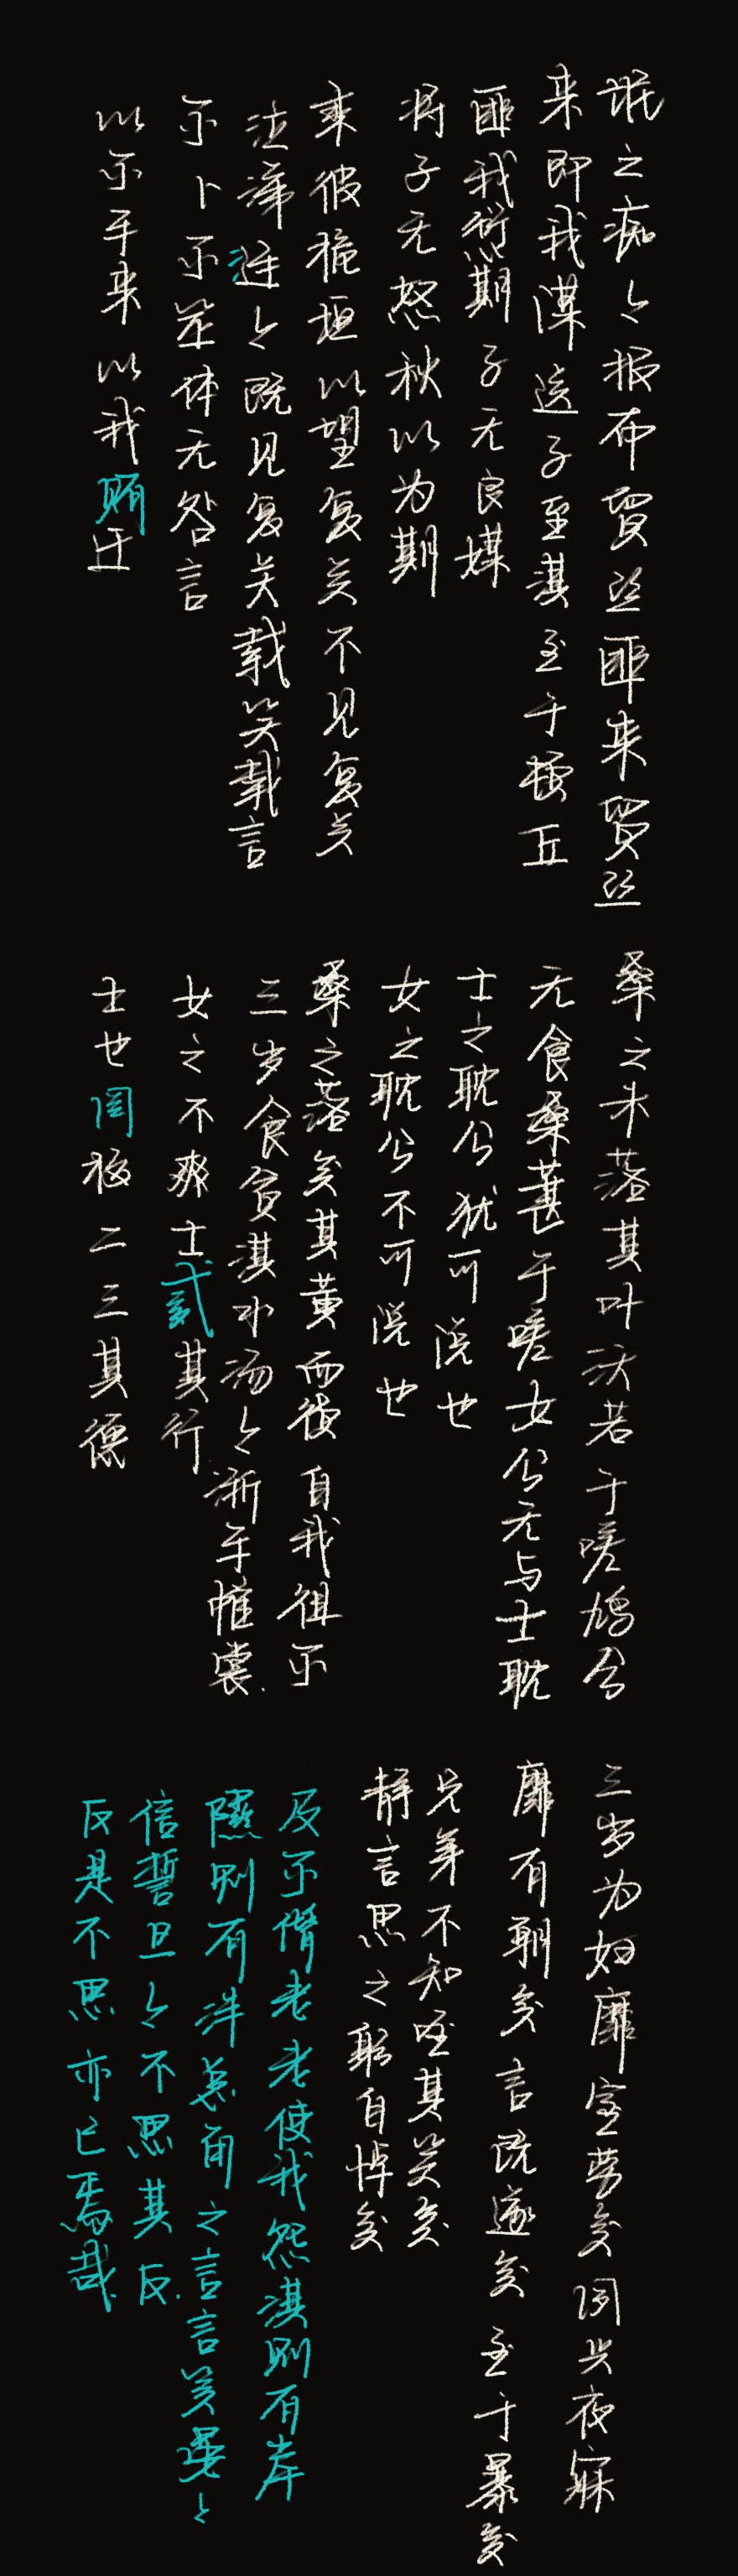 氓之痴々报布贸丝匪来贸丝
来即我谋送子至淇至于顿丘
匪我愆期子无良媒
将子无怒秋以为期
乘彼垝垣以望复关不见复关
泣涕涟々既见复关载笑载言
尔卜尔筮体无咎言
以尔车来以我贿迁
桑之未落其叶沃若于嗟鸠兮
无食桑葚于嗟女兮无与士耽
士之耽兮犹可说也
女之耽兮不可说也
桑之落矣其黄而陨自我徂尔
三岁食贫淇水汤々渐车帷裳
女之不爽士贰其行
士也罔极二三其德
三岁为妇靡室劳矣夙兴夜寐
靡有朝矣言既遂矣至于暴矣
兄弟不知咥其笑矣
静言思之躬自悼矣
及尔偕老老使我怨淇则有岸
隰则有泮总角之言言笑晏々
信誓旦々不思其反
反是不思亦已焉哉